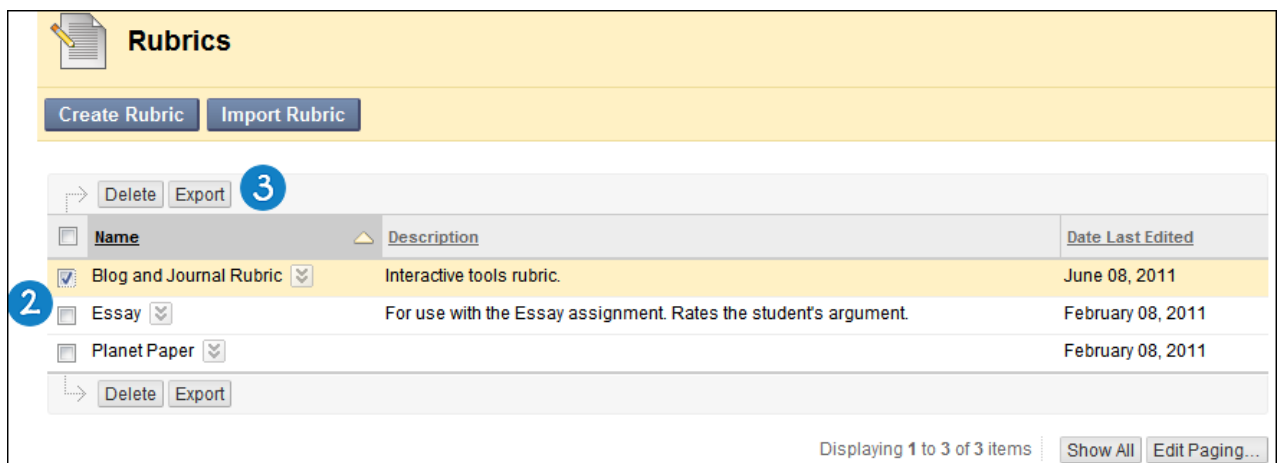 Rubrics
Create Rubric Import Rubric
Delete Export 3
Name Description Date Last Edited
Blog and Journal Rubric Interactive tools rubric. June 08, 2011
2
Essay For use with the Essay assignment. Rates the student's argument. February 08, 2011
Planet Paper February 08, 2011
Delete Export
Displaying 1 to 3 of 3 items Show All Edit Paging...